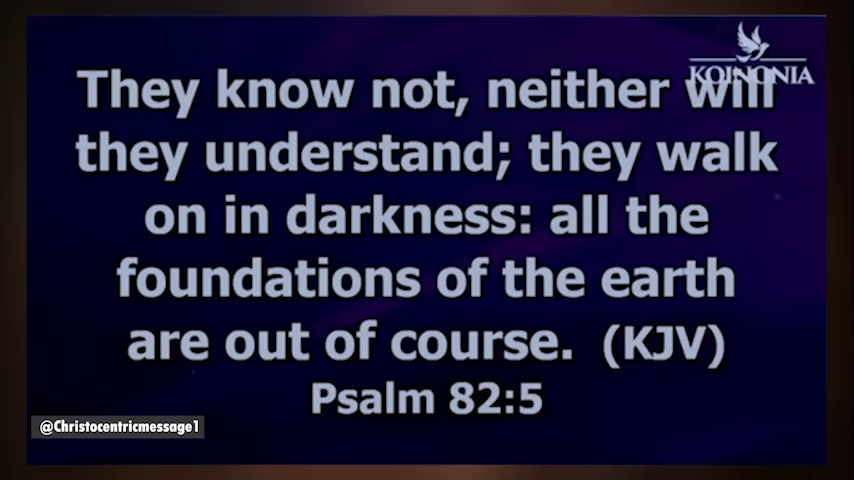 KOINONIA
They know not, neither will
they understand; they walk
on in darkness: all the
foundations of the earth
are out of course. (KJV)
Psalm 82:5
@Christocentricmessage1